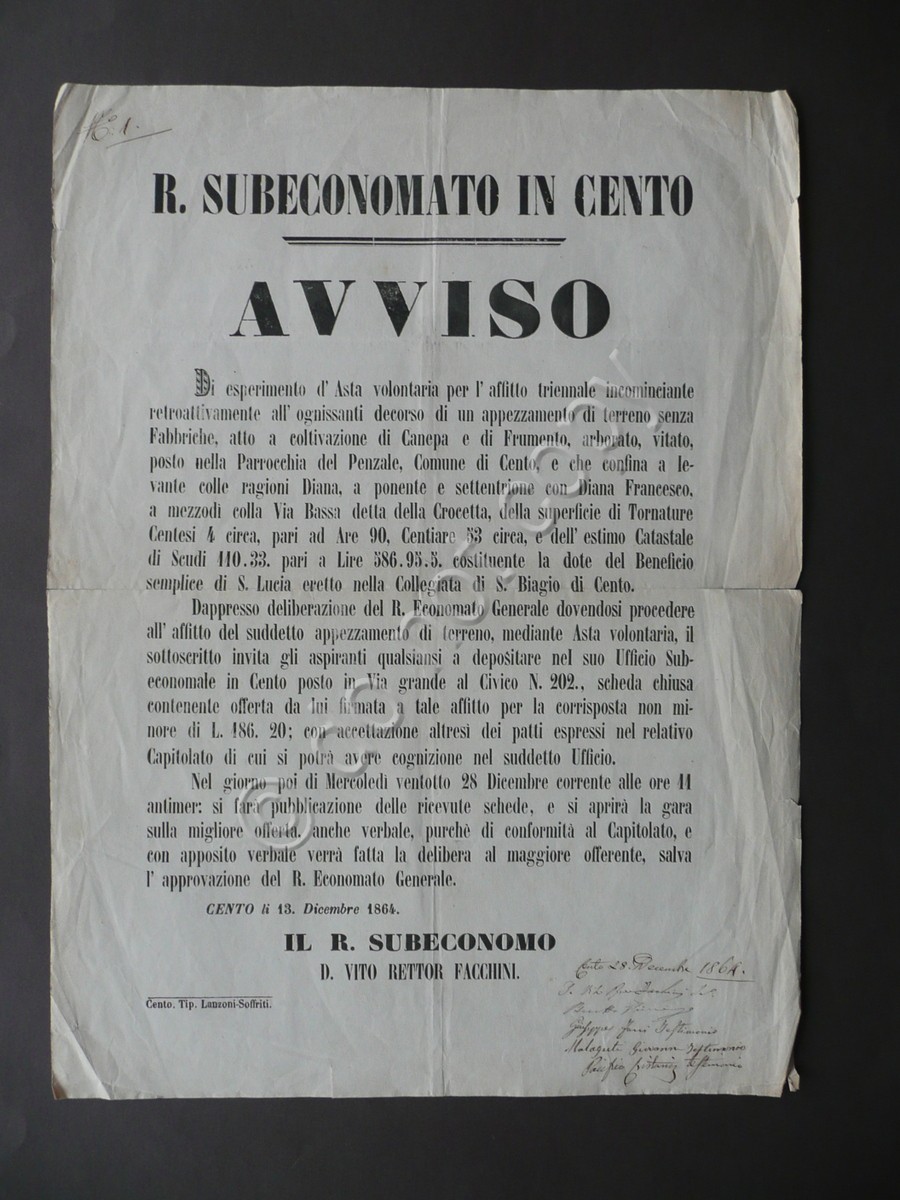 N.º 1.
R. SUBECONOMATO IN CENTO
AVVISO
Di esperimento d' Asta volontaria per l' affitto triennale incominciante
retroattivamente all' ognissanti decorso di un appezzamento di terreno senza
Fabbriche, atto a coltivazione di Canepa e di Frumento, arborato, vitato,
posto nella Parrocchia del Penzale, Comune di Cento, e che confina a le-
vante colle ragioni Diana, a ponente e settentrione con Diana Francesco,
a mezzodì colla Via Bassa detta della Crocetta, della superficie di Tornature
Centesi 4 circa, pari ad Are 90, Centiare 53 circa, e dell' estimo Catastale
di Scudi 110.33. pari a Lire 586.95.5. costituente la dote del Beneficio
semplice di S. Lucia eretto nella Collegiata di S. Biagio di Cento.
Dappresso deliberazione del R. Economato Generale dovendosi procedere
all' affitto del suddetto appezzamento di terreno, mediante Asta volontaria, il
sottoscritto invita gli aspiranti qualsiansi a depositare nel suo Ufficio Sub-
economale in Cento posto in Via grande al Civico N. 202., scheda chiusa
contenente offerta da lui firmata a tale affitto per la corrisposta non mi-
nore di L. 186. 20; con accettazione altresì dei patti espressi nel relativo
Capitolato di cui si potrà avere cognizione nel suddetto Ufficio.
Nel giorno poi di Mercoledì ventotto 28 Dicembre corrente alle ore 11
antimer: si farà pubblicazione delle ricevute schede, e si aprirà la gara
sulla migliore offerta. anche verbale, purchè di conformità al Capitolato, e
con apposito verbale verrà fatta la delibera al maggiore offerente, salva
l' approvazione del R. Economato Generale.
CENTO li 13. Dicembre 1864.
IL R. SUBECONOMO
D. VITO RETTOR FACCHINI.
Cento. Tip. Lanzoni-Soffriti.
Cento 28. Decembre 1864.
Testimonio
Malaguti Giovanni Testimonio
testimonio
© do not copy